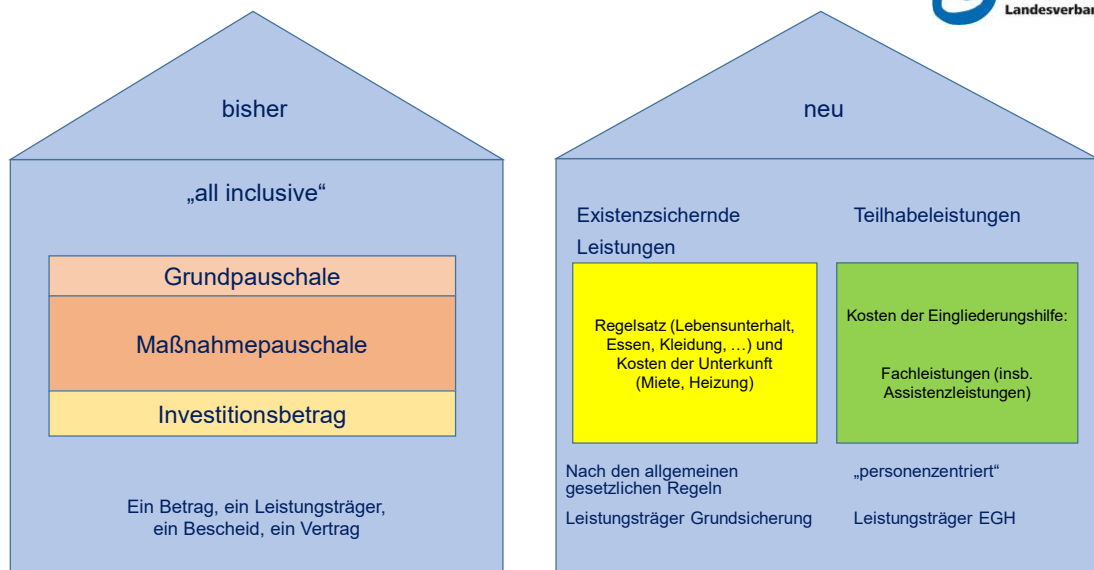 Landesverban
bisher
„all inclusive“
Grundpauschale
Maßnahmepauschale
Investitionsbetrag
Ein Betrag, ein Leistungsträger,
ein Bescheid, ein Vertrag
neu
Existenzsichernde
Leistungen
Regelsatz (Lebensunterhalt,
Essen, Kleidung, …) und
Kosten der Unterkunft
(Miete, Heizung)
Nach den allgemeinen
gesetzlichen Regeln
Leistungsträger Grundsicherung
Teilhabeleistungen
Kosten der Eingliederungshilfe:
Fachleistungen (insb.
Assistenzleistungen)
„personenzentriert“
Leistungsträger EGH